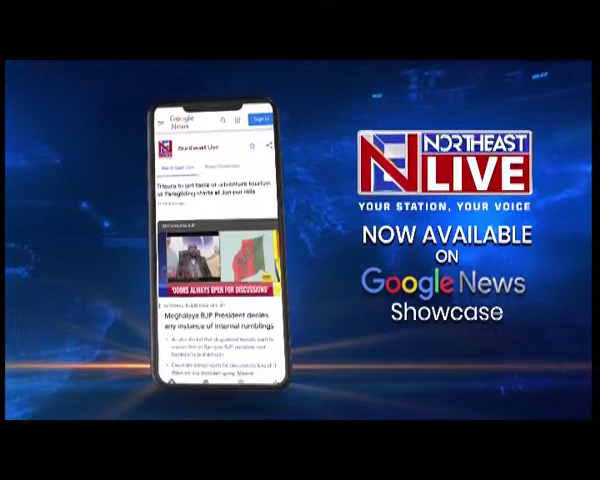 Google
News
Sign in
Northeast Live
Tripura to get taste of adventure tourism
as Paragliding starts at Jampui Hills
'DOORS ALWAYS OPEN FOR DISCUSSIONS'
Meghalaya BJP President denies
any instance of internal rumblings
NORTHEAST
LIVE
YOUR STATION, YOUR VOICE
NOW AVAILABLE
ON
Google News
Showcase